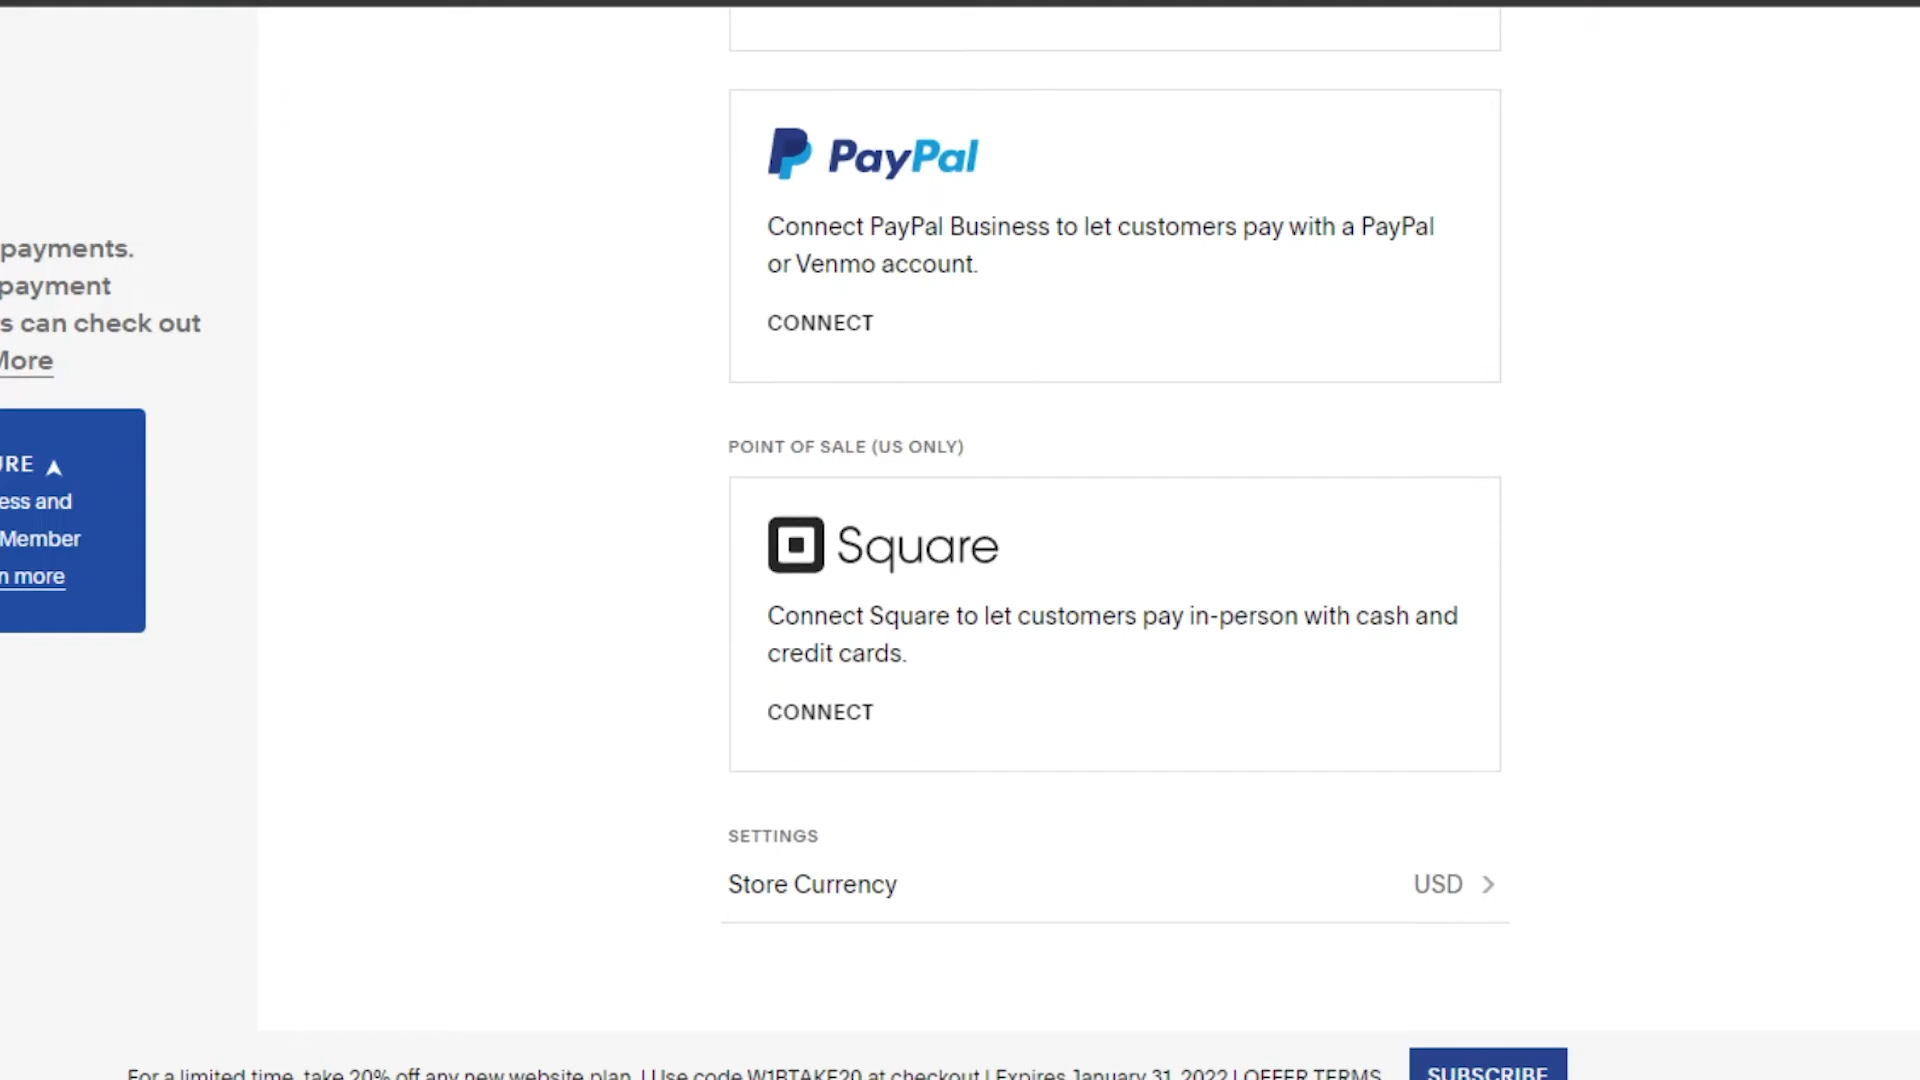 payments.
payment
s can check out
More
URE
ess and
Member
n more
PayPal
Connect PayPal Business to let customers pay with a PayPal
or Venmo account.
CONNECT
POINT OF SALE (US ONLY)
Square
Connect Square to let customers pay in-person with cash and
credit cards.
CONNECT
SETTINGS
Store Currency
USD
For a limited time, take 20% off any new website plan. | Use code W1BTAKE20 at checkout | Expires January 31, 2022 | OFFER TERMS
SUBSCRIBE